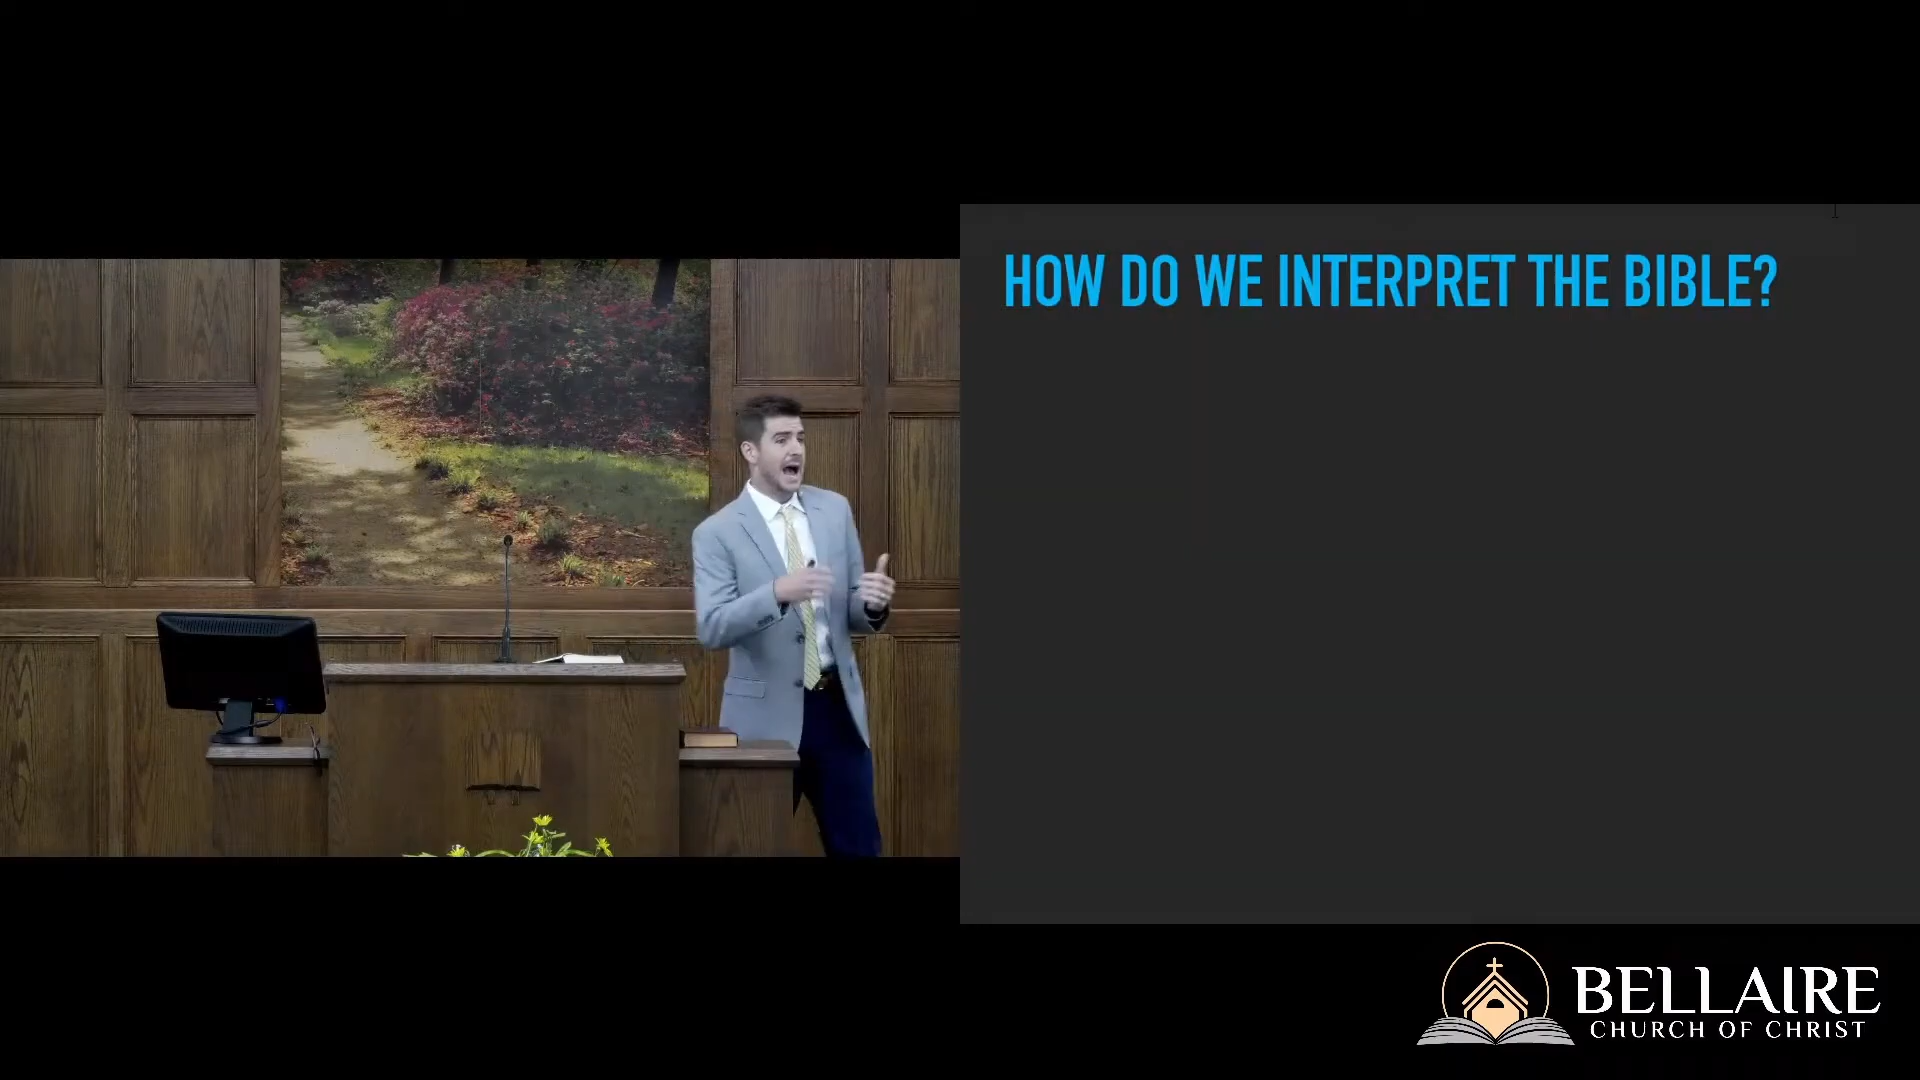 HOW DO WE INTERPRET THE BIBLE?
BELLAIRE
CHURCH OF CHRIST